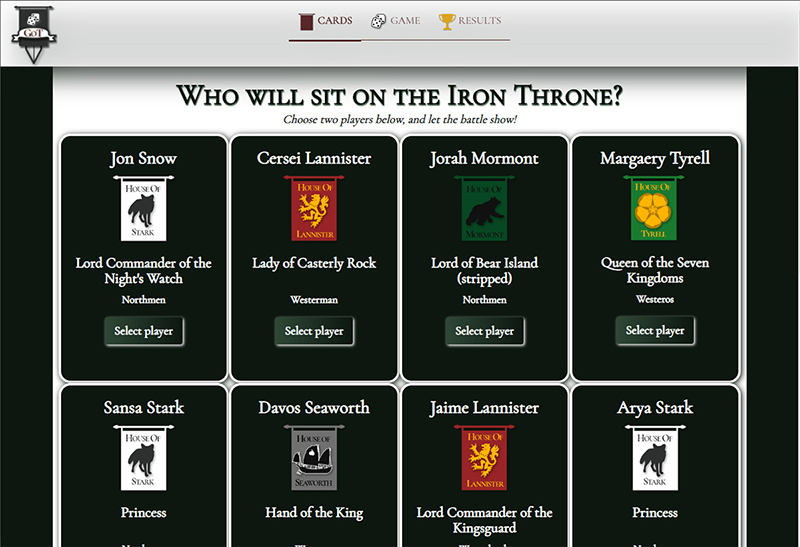 GoT
CARDS GAME RESULTS
Who will sit on the Iron Throne?
Choose two players below, and let the battle show!
Jon Snow Cersei Lannister Jorah Mormont Margaery Tyrell
House Of House Of House Of House Of
Stark Lannister Mormont Tyrell
Lord Commander of the Night's Watch
Lady of Casterly Rock
Lord of Bear Island (stripped)
Queen of the Seven Kingdoms
Northmen Westerman Northmen Westeros
Select player Select player Select player Select player
Sansa Stark Davos Seaworth Jaime Lannister Arya Stark
House Of House Of House Of House Of
Stark Seaworth Lannister Stark
Princess
Hand of the King
Lord Commander of the Kingsguard
Princess